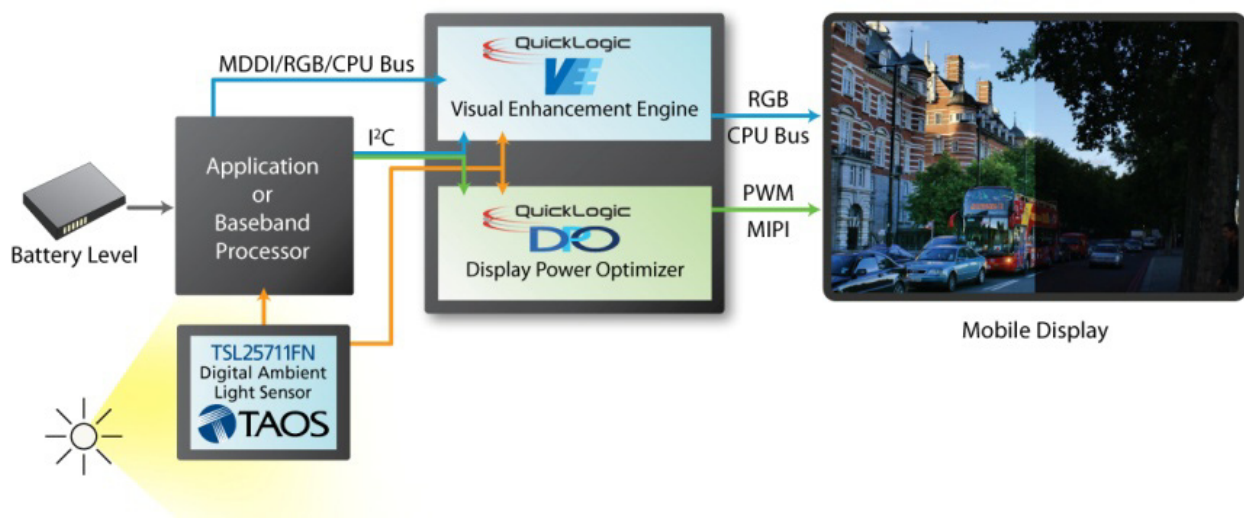 MDDI/RGB/CPU Bus
QuickLogic
VEE
Visual Enhancement Engine
RGB
CPU Bus
I²C
Application
or
Baseband
Processor
Battery Level
QuickLogic
DPO
Display Power Optimizer
PWM
MIPI
Mobile Display
TSL25711FN
Digital Ambient
Light Sensor
TAOS